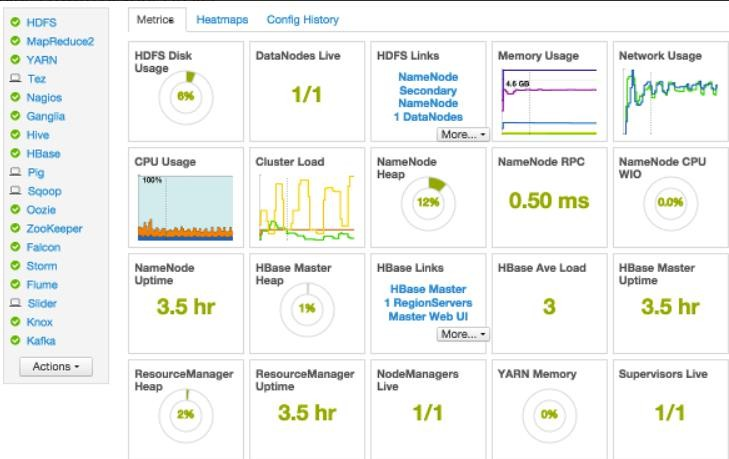 HDFS
MapReduce2
YARN
Tez
Nagios
Ganglia
Hive
HBase
Pig
Sqoop
Oozie
ZooKeeper
Falcon
Storm
Flume
Slider
Knox
Kafka
Actions
Metrics Heatmaps Config History
HDFS Disk
Usage
6%
DataNodes Live
1/1
HDFS Links
NameNode
Secondary
NameNode
1 DataNodes
More...
Memory Usage
4.6 GB
Network Usage
CPU Usage
100%
Cluster Load
NameNode
Heap
12%
NameNode RPC
0.50 ms
NameNode CPU
WIO
0.0%
NameNode
Uptime
3.5 hr
HBase Master
Heap
1%
HBase Links
HBase Master
1 RegionServers
Master Web UI
More...
HBase Ave Load
3
HBase Master
Uptime
3.5 hr
ResourceManager
Heap
2%
ResourceManager
Uptime
3.5 hr
NodeManagers
Live
1/1
YARN Memory
0%
Supervisors Live
1/1